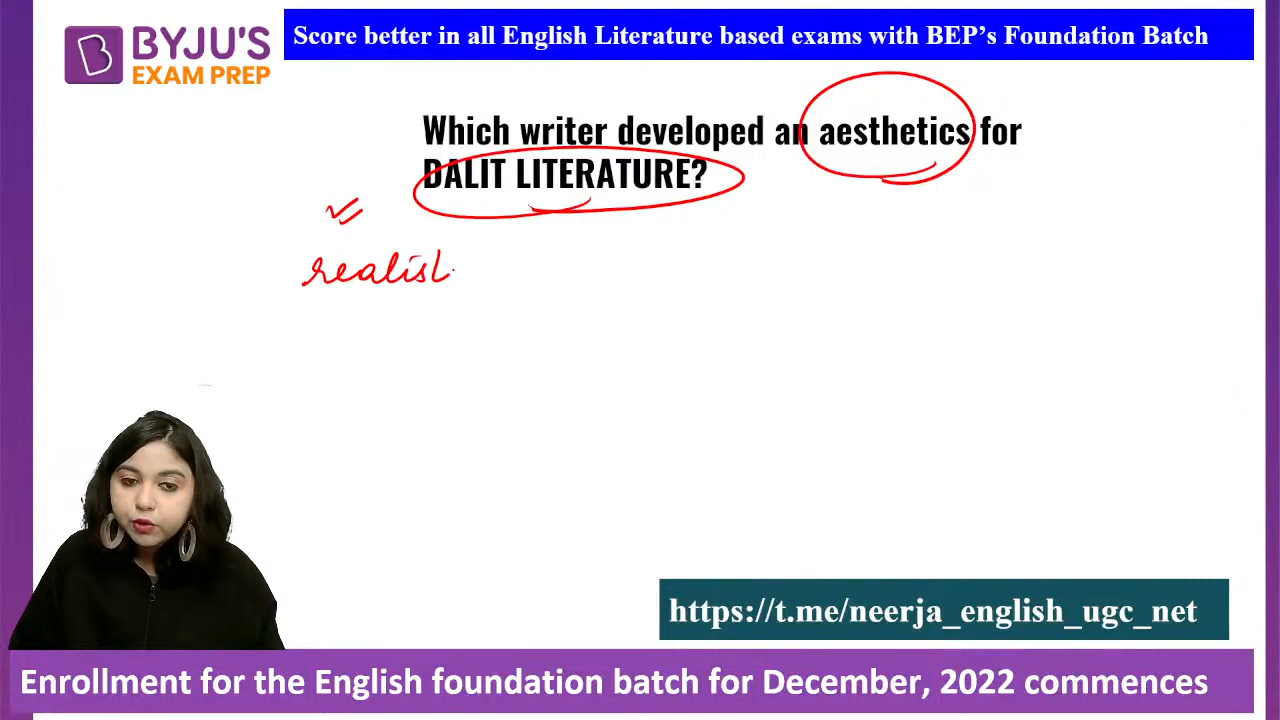 BYJU'S
EXAM PREP
Score better in all English Literature based exams with BEP's Foundation Batch
Which writer developed an aesthetics for
DALIT LITERATURE?
realist
https://t.me/neerja_english_ugc_net
Enrollment for the English foundation batch for December, 2022 commences